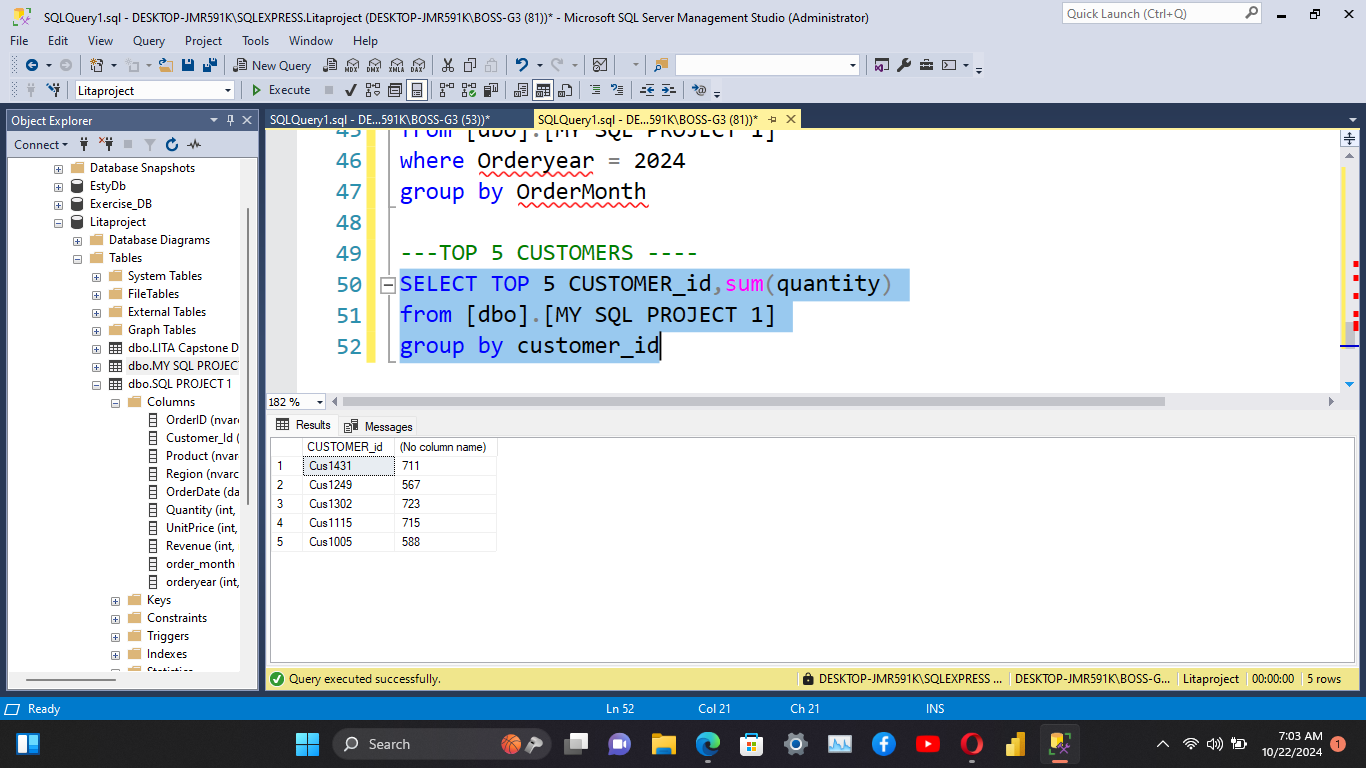 SQLQuery1.sql - DESKTOP-JMR591K\SQLEXPRESS.Litaproject (DESKTOP-JMR591K\BOSS-G3 (81))* - Microsoft SQL Server Management Studio (Administrator)
Quick Launch (Ctrl+Q)
File Edit View Query Project Tools Window Help
New Query
MDX DMX XMLA DAX
Litaproject
Execute
Object Explorer
SQLQuery1.sql - DE...591K\BOSS-G3 (53))*
SQLQuery1.sql - DE...591K\BOSS-G3 (81))*
Connect
Database Snapshots
EstyDb
Exercise_DB
Litaproject
Database Diagrams
Tables
System Tables
FileTables
External Tables
Graph Tables
dbo.LITA Capstone D
dbo.MY SQL PROJEC
dbo.SQL PROJECT 1
Columns
OrderID (nvar
Customer_Id (
Product (nvar
Region (nvarc
OrderDate (da
Quantity (int,
UnitPrice (int,
Revenue (int,
order_month
orderyear (int,
Keys
Constraints
Triggers
Indexes
Statistics
45 from [dbo].[MY SQL PROJECT 1]
46 where Orderyear = 2024
47 group by OrderMonth
48
49 ---TOP 5 CUSTOMERS ----
50 SELECT TOP 5 CUSTOMER_id,sum(quantity)
51 from [dbo].[MY SQL PROJECT 1]
52 group by customer_id
182 %
Results Messages
CUSTOMER_id (No column name)
1 Cus1431 711
2 Cus1249 567
3 Cus1302 723
4 Cus1115 715
5 Cus1005 588
Query executed successfully.
DESKTOP-JMR591K\SQLEXPRESS ... DESKTOP-JMR591K\BOSS-G... Litaproject 00:00:00 5 rows
Ready
Ln 52 Col 21 Ch 21 INS
Search
7:03 AM
10/22/2024
1